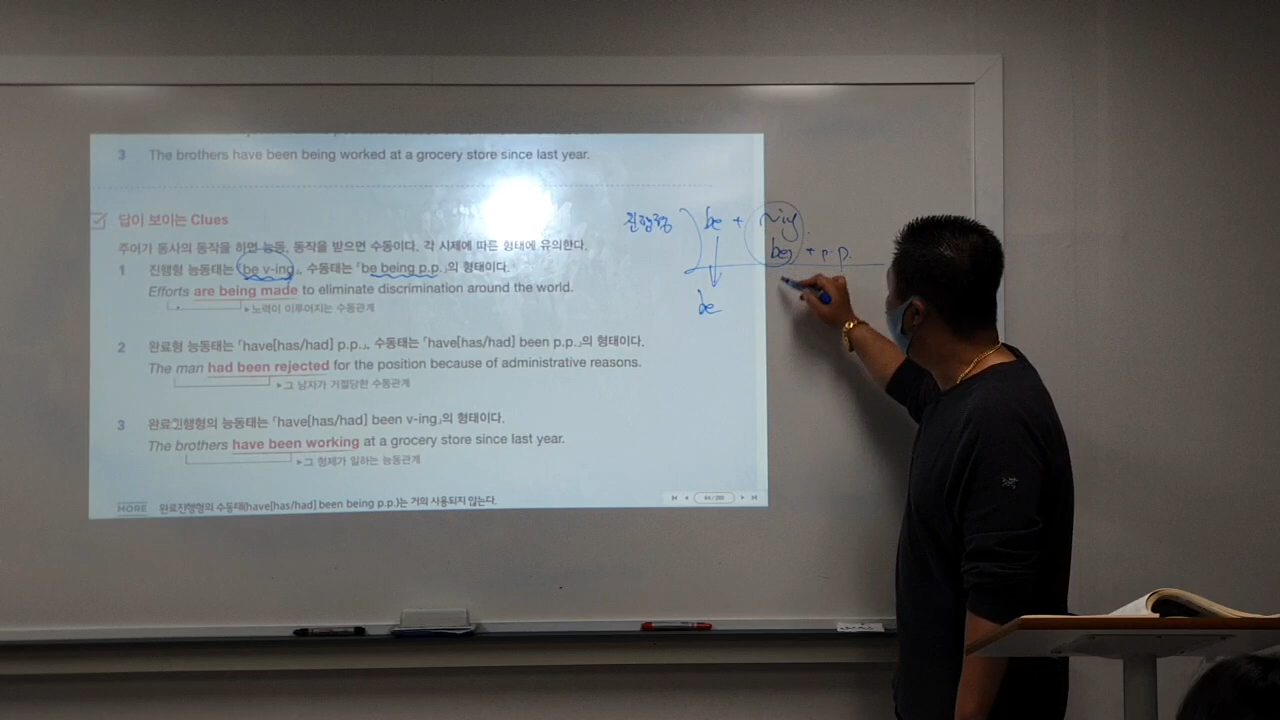 3 The brothers have been being worked at a grocery store since last year.
답이 보이는 Clues
주어가 동사의 동작을 하면 능동, 동작을 받으면 수동이다. 각 시제에 따른 형태에 유의한다.
1 진행형 능동태는 「be v-ing」, 수동태는 「be being p.p.」의 형태이다.
Efforts are being made to eliminate discrimination around the world.
▸노력이 이루어지는 수동관계
2 완료형 능동태는 「have[has/had] p.p.」, 수동태는 「have[has/had] been p.p.」의 형태이다.
The man had been rejected for the position because of administrative reasons.
▸그 남자가 거절당한 수동관계
3 완료진행형의 능동태는 「have[has/had] been v-ing」의 형태이다.
The brothers have been working at a grocery store since last year.
▸그 형제가 일하는 능동관계
MORE 완료진행형의 수동태(have[has/had] been being p.p.)는 거의 사용되지 않는다.
진행형 be + ~ing
+ p.p.
be